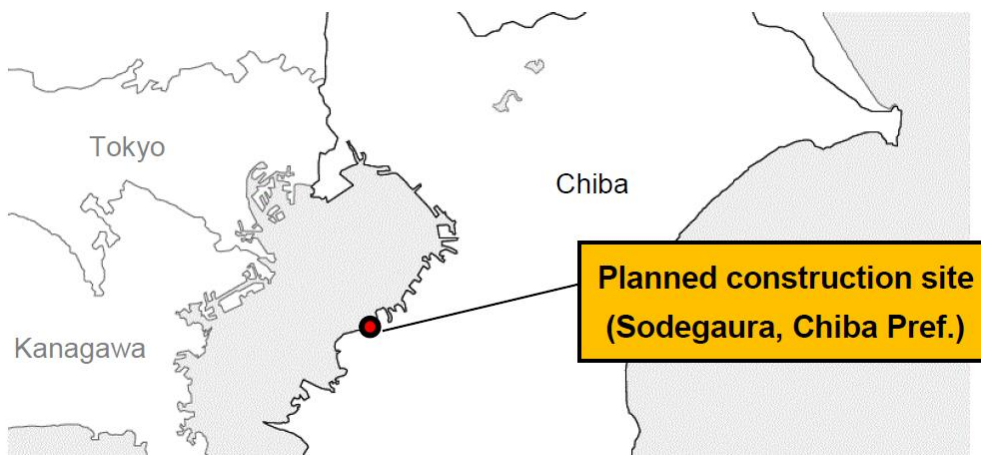 Tokyo
Chiba
Planned construction site
(Sodegaura, Chiba Pref.)
Kanagawa